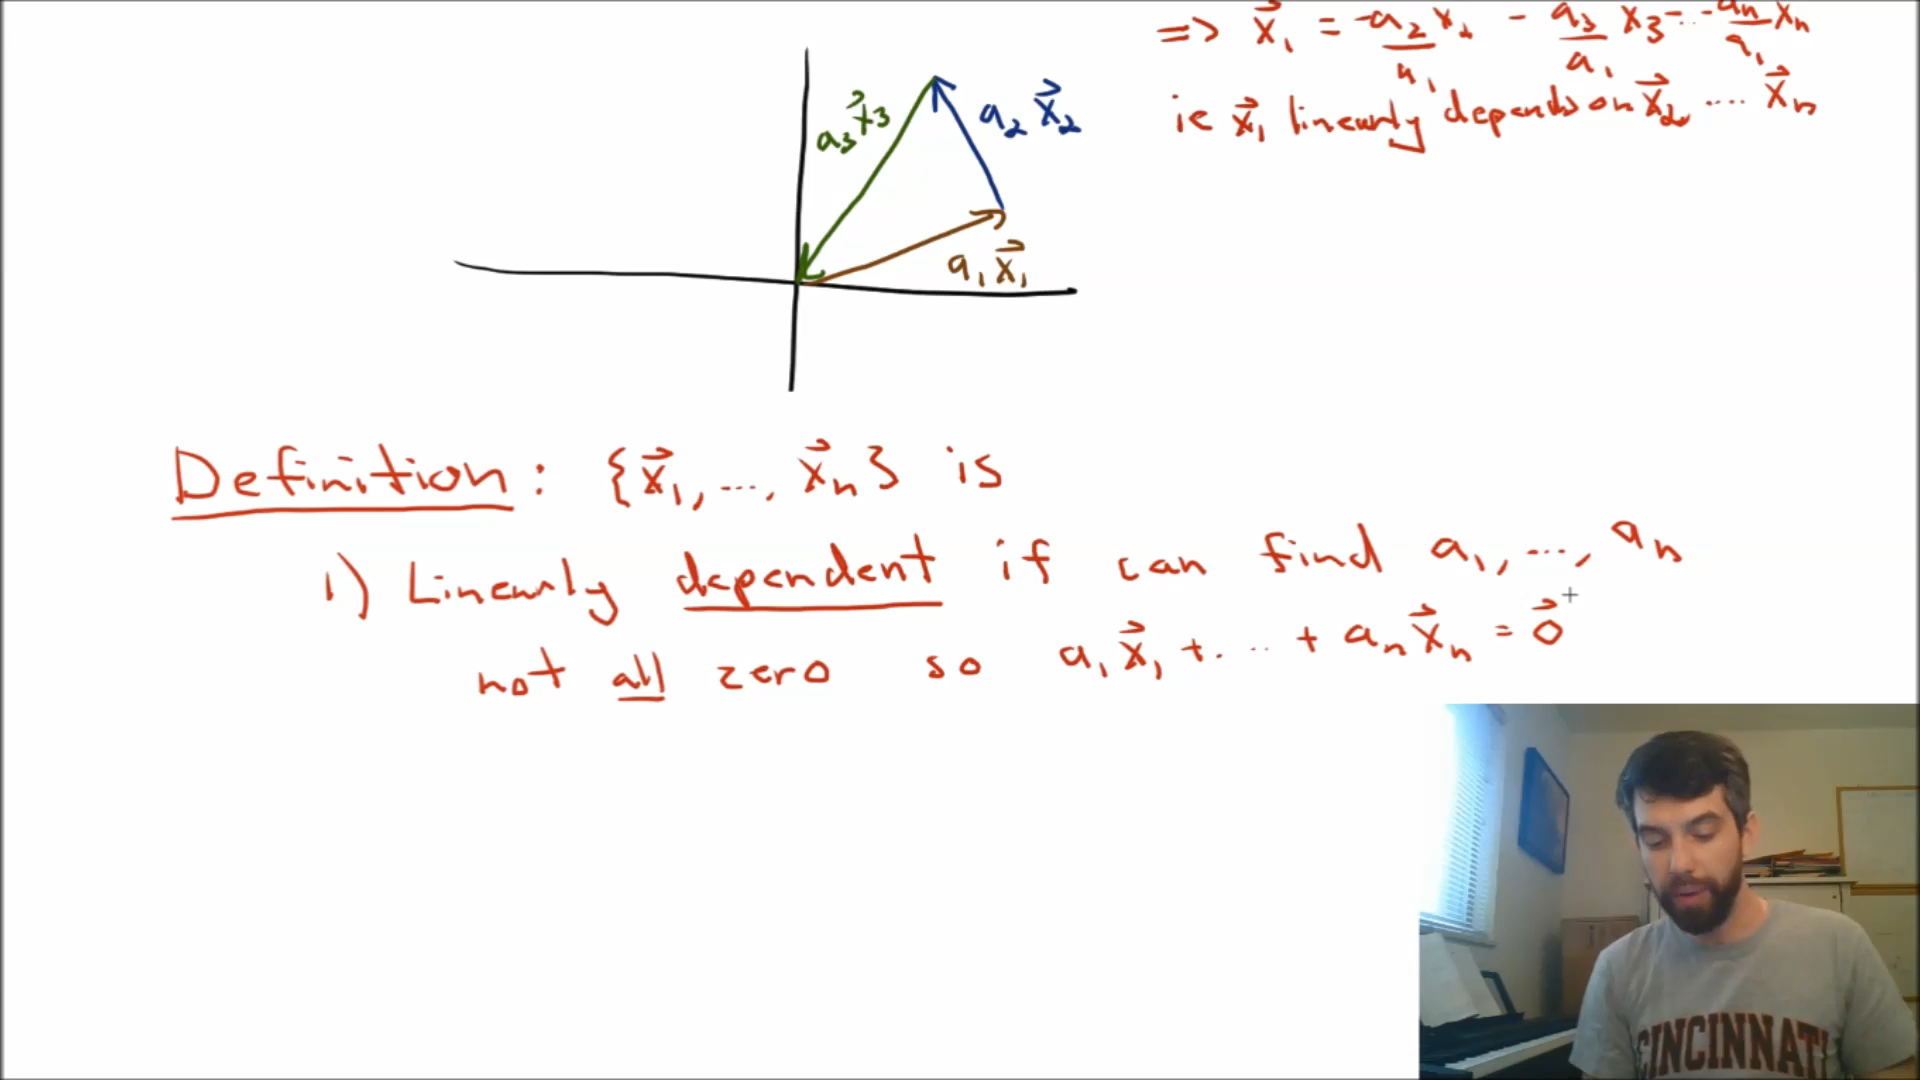 => x⃗₁ = -a₂/a₁ x₂ - a₃/a₁ x₃ - ... - aₙ/a₁ xₙ
ie x⃗₁ linearly depends on x⃗₂ .... x⃗ₙ
a₃x⃗₃
a₂x⃗₂
a₁x⃗₁
Definition: {x⃗₁, ..., x⃗ₙ} is
1) Linearly dependent if can find a₁, ..., aₙ
not all zero so a₁x⃗₁ + ... + aₙx⃗ₙ = 0⃗
CINCINNATI